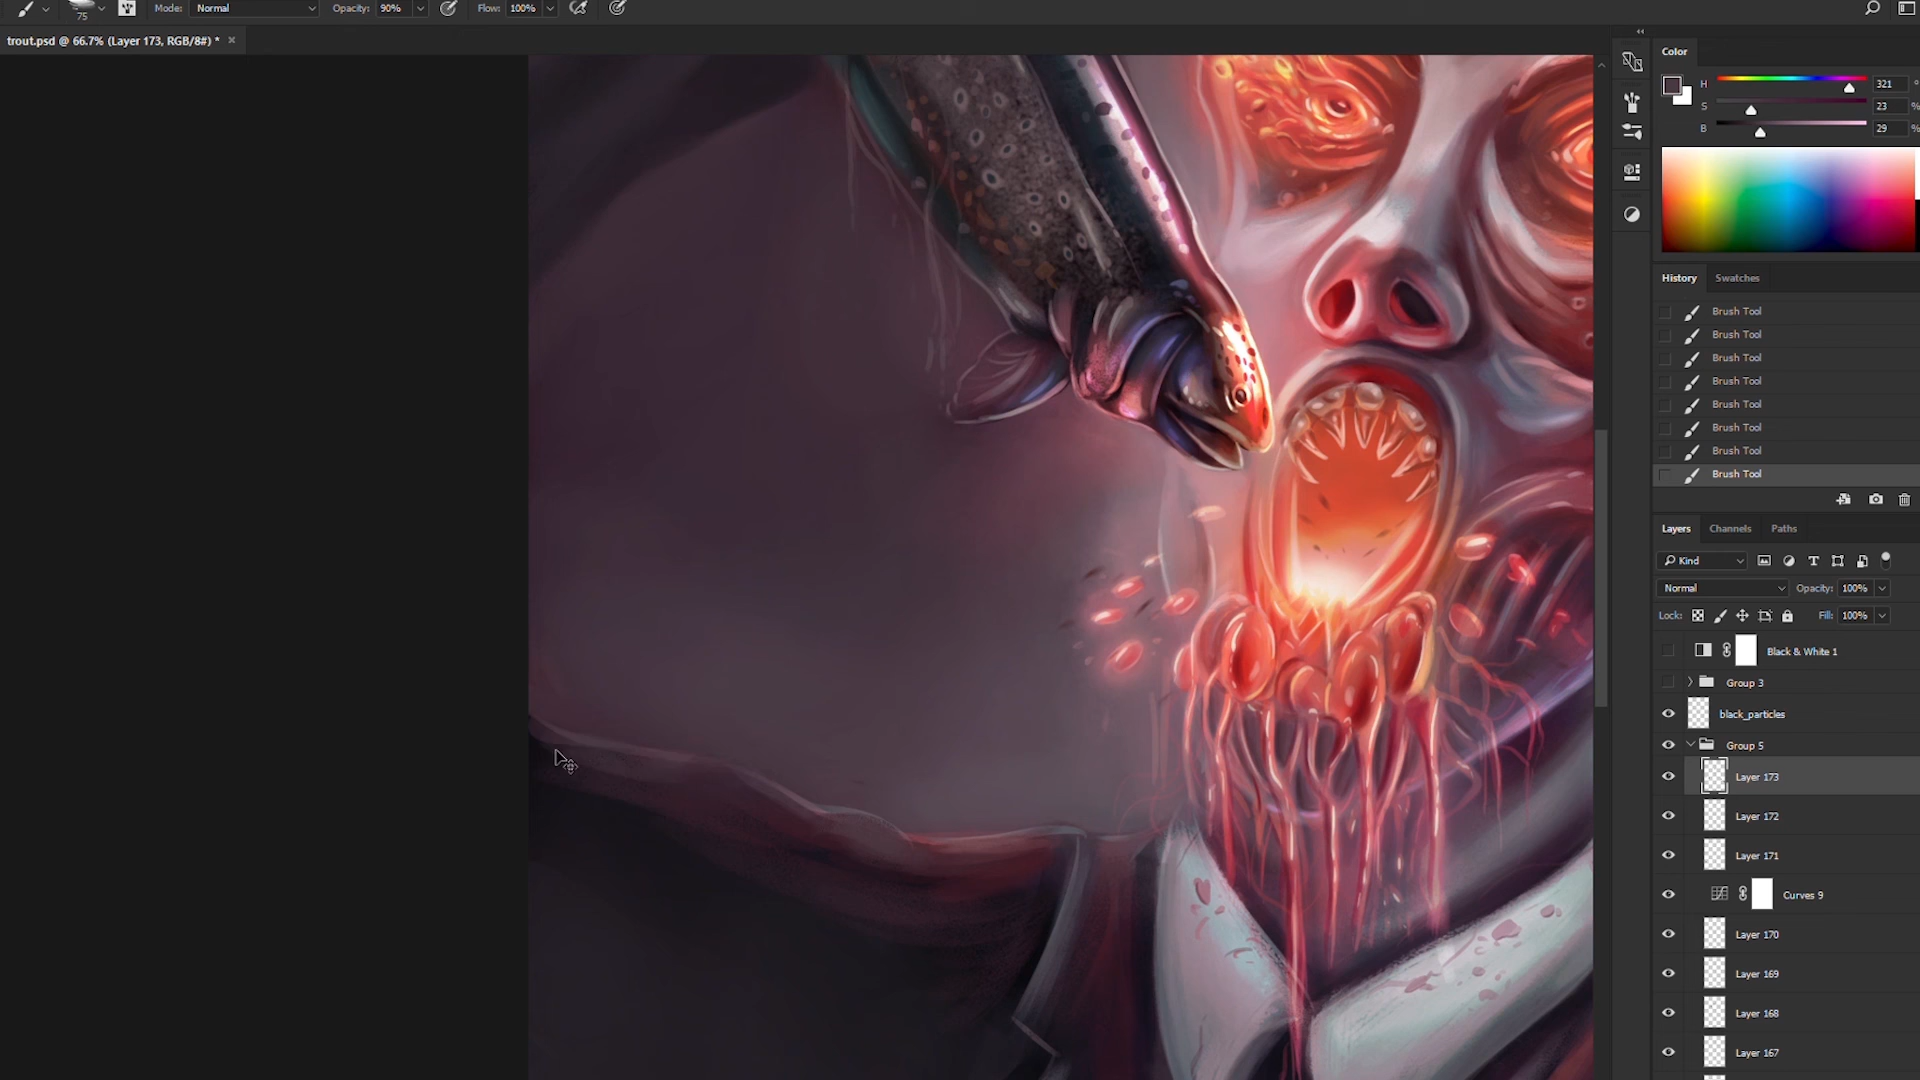 75
Mode: Normal Opacity: 90% Flow: 100%
trout.psd @ 66.7% (Layer 173, RGB/8#) * ×
Color
H 321 °
S 23 %
B 29 %
History Swatches
Brush Tool
Brush Tool
Brush Tool
Brush Tool
Brush Tool
Brush Tool
Brush Tool
Brush Tool
Layers Channels Paths
Kind
Normal Opacity: 100%
Lock: Fill: 100%
Black & White 1
Group 3
black_particles
Group 5
Layer 173
Layer 172
Layer 171
Curves 9
Layer 170
Layer 169
Layer 168
Layer 167